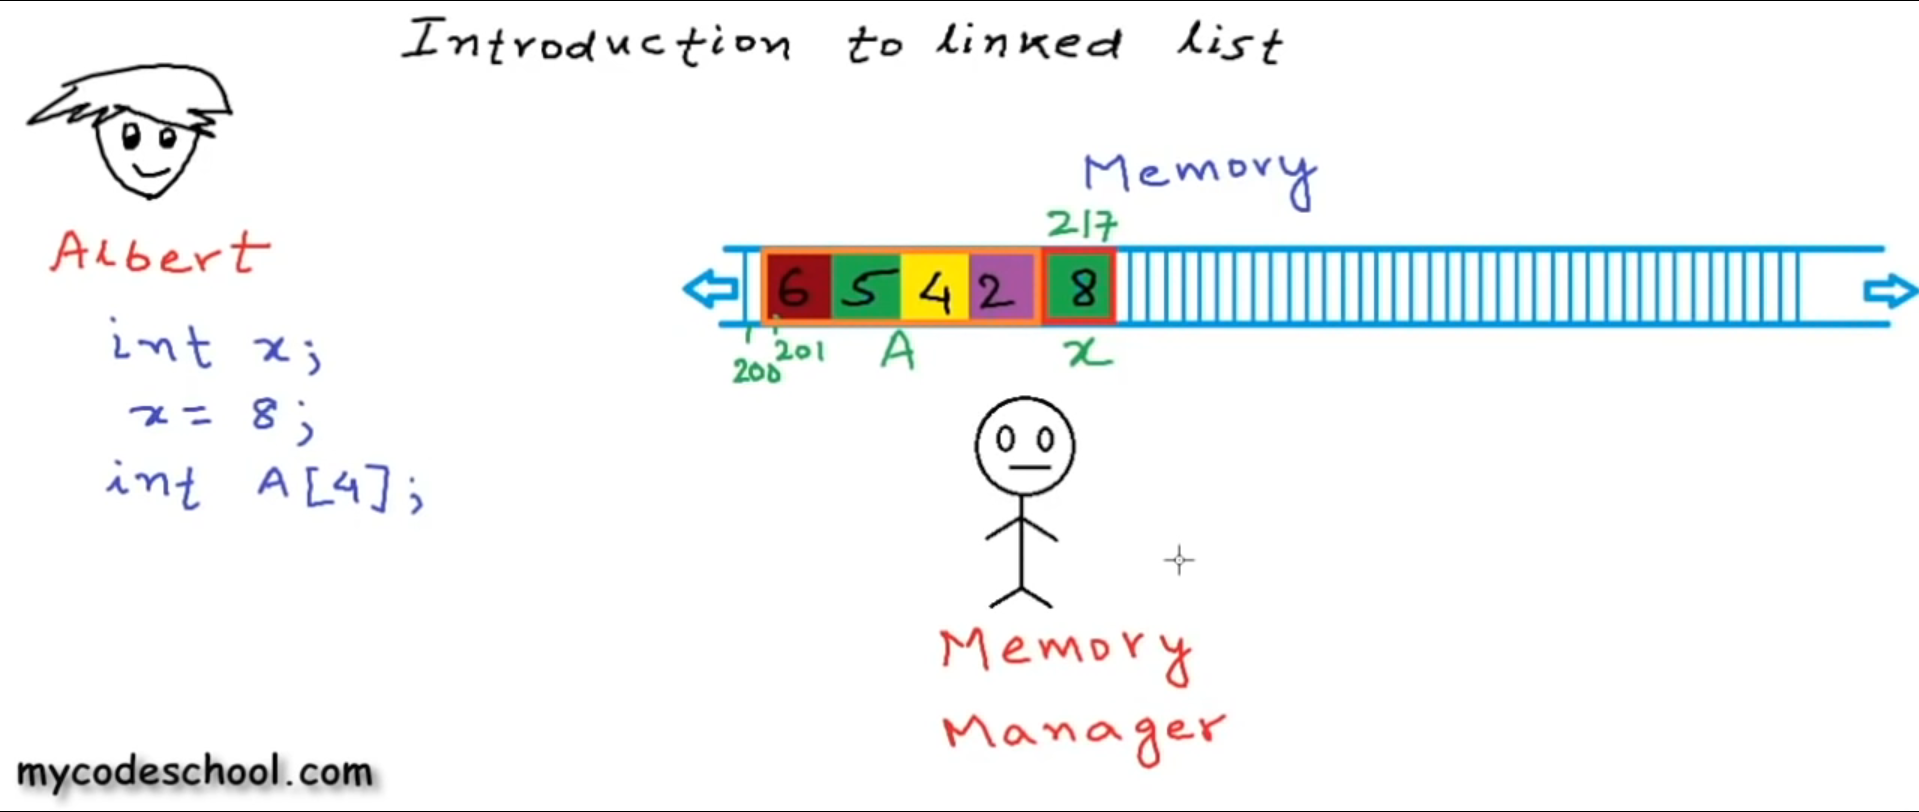 Introduction to linked list
Albert
int x;
x = 8;
int A[4];
Memory
217
6 5 4 2 8
200
201
A
x
Memory
Manager
mycodeschool.com